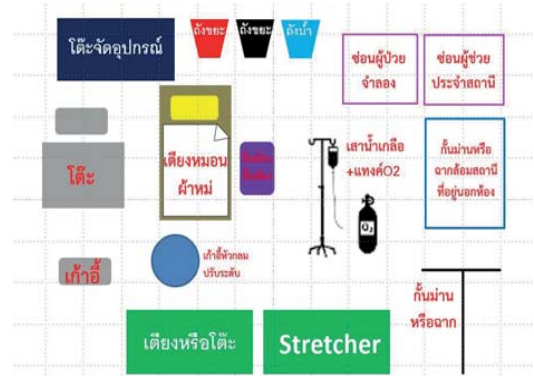 โต๊ะจัดอุปกรณ์
ถังขยะ
ถังขยะ
ถังน้ำ
ซ่อนผู้ป่วย
จำลอง
ซ่อนผู้ช่วย
ประจำสถานี
โต๊ะ
เตียงหมอน
ผ้าห่ม
เสาน้ำเกลือ
+แทงค์O2
O2
กั้นม่านหรือ
ฉากล้อมสถานี
ที่อยู่นอกห้อง
เก้าอี้
เก้าอี้หัวกลม
ปรับระดับ
กั้นม่าน
หรือฉาก
เตียงหรือโต๊ะ
Stretcher